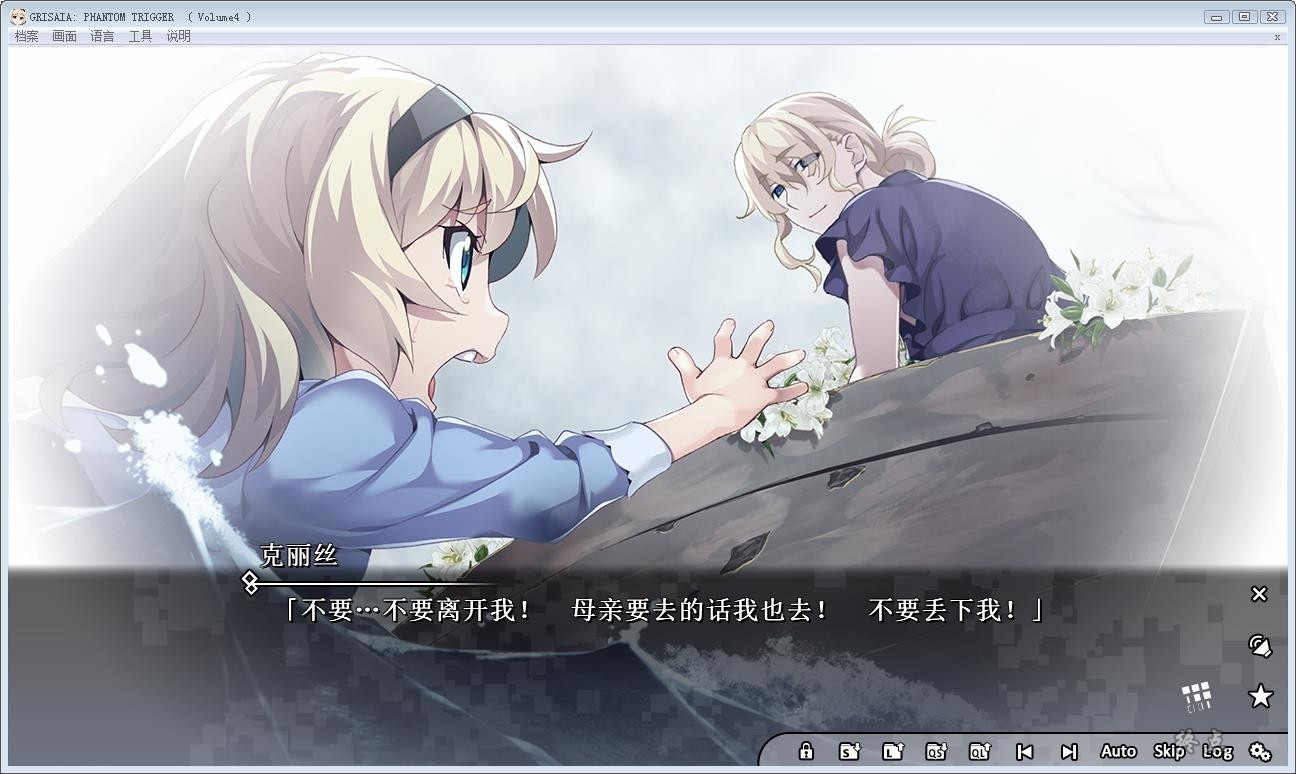 GRISAIA: PHANTOM TRIGGER （ Volume4 ）
档案 画面 语言 工具 说明
x
克丽丝
「不要…不要离开我！　母亲要去的话我也去！　不要丢下我！」
S L QS QL Auto Skip Log